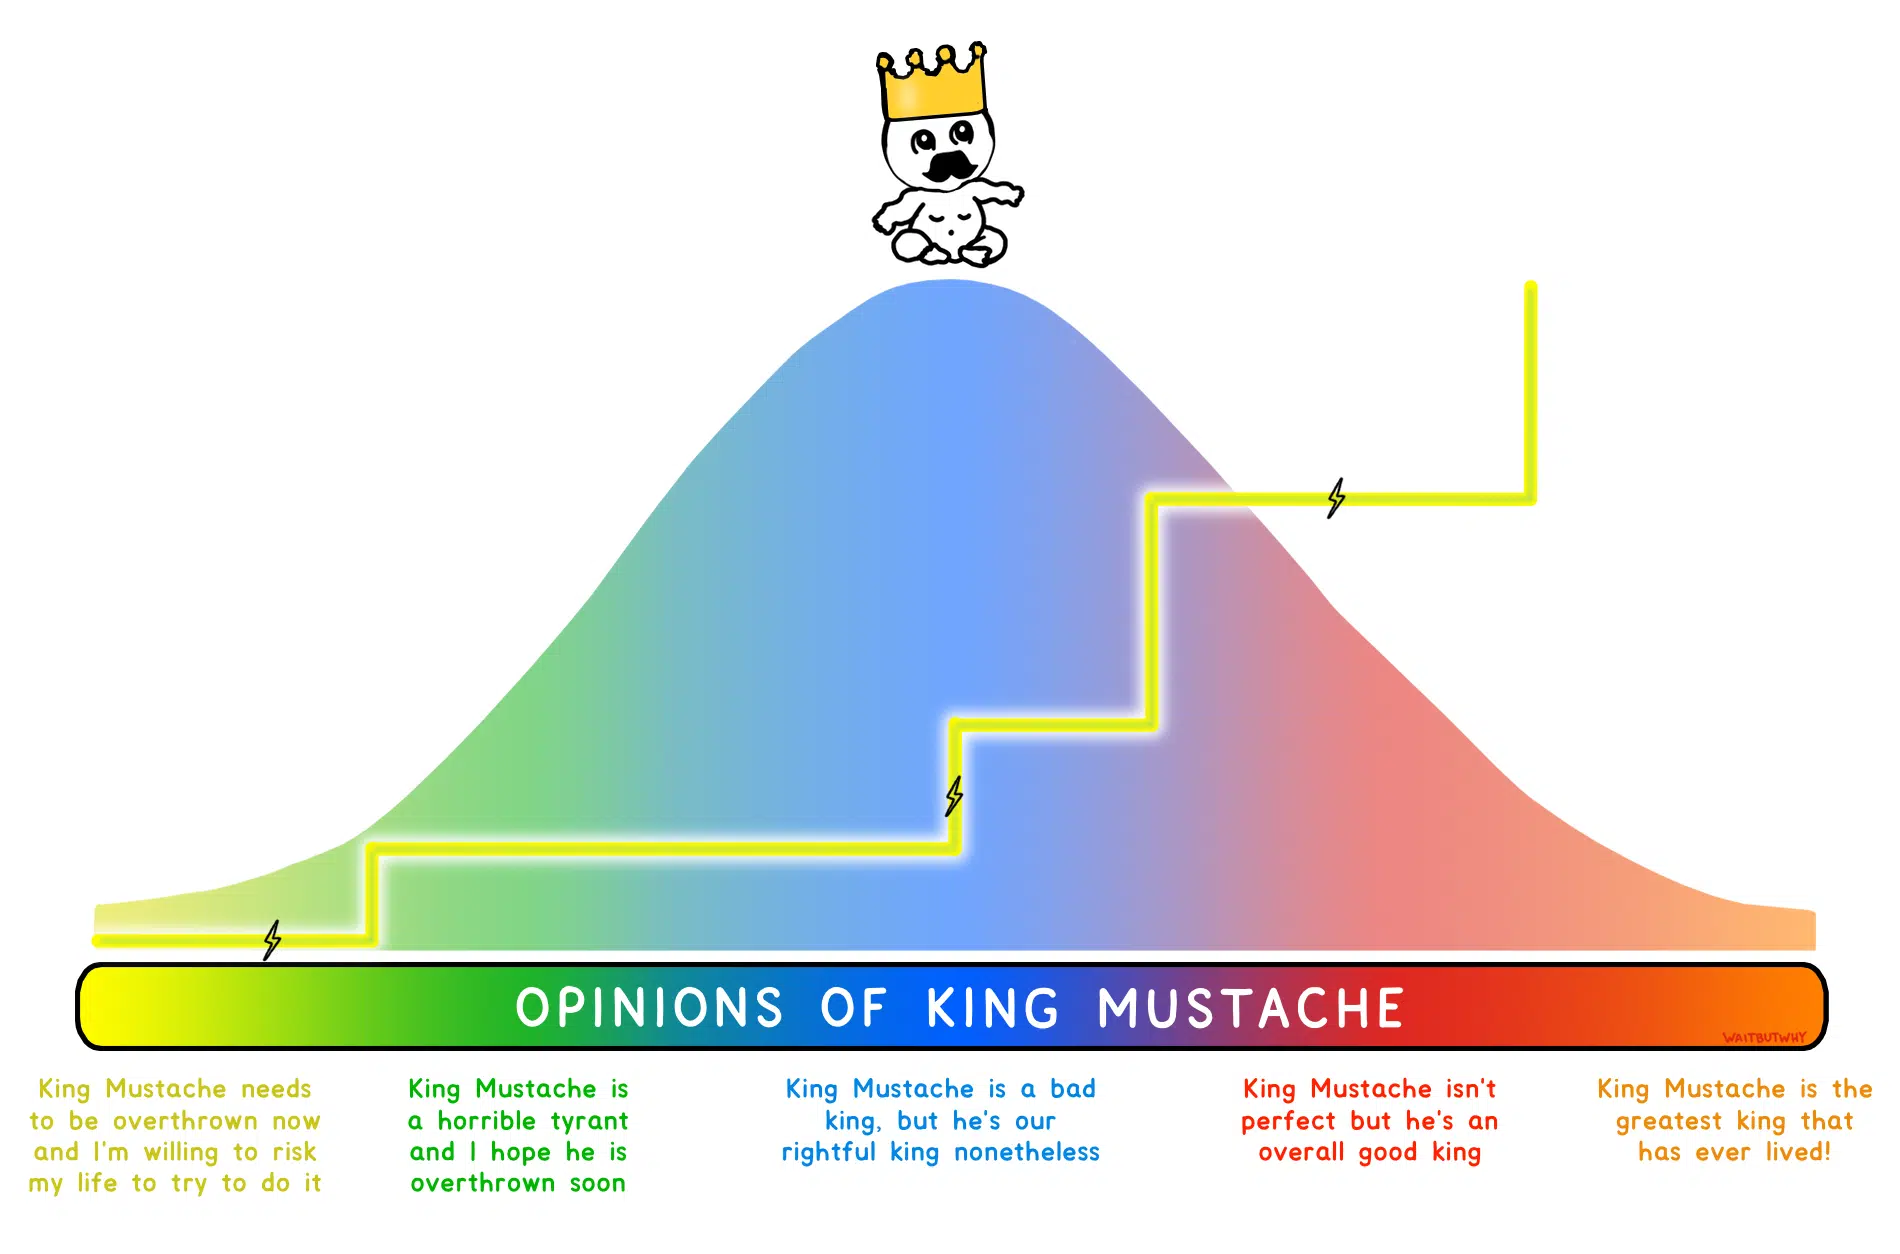 OPINIONS OF KING MUSTACHE
WAITBUTWHY
King Mustache needs
to be overthrown now
and I'm willing to risk
my life to try to do it
King Mustache is
a horrible tyrant
and I hope he is
overthrown soon
King Mustache is a bad
king, but he's our
rightful king nonetheless
King Mustache isn't
perfect but he's an
overall good king
King Mustache is the
greatest king that
has ever lived!